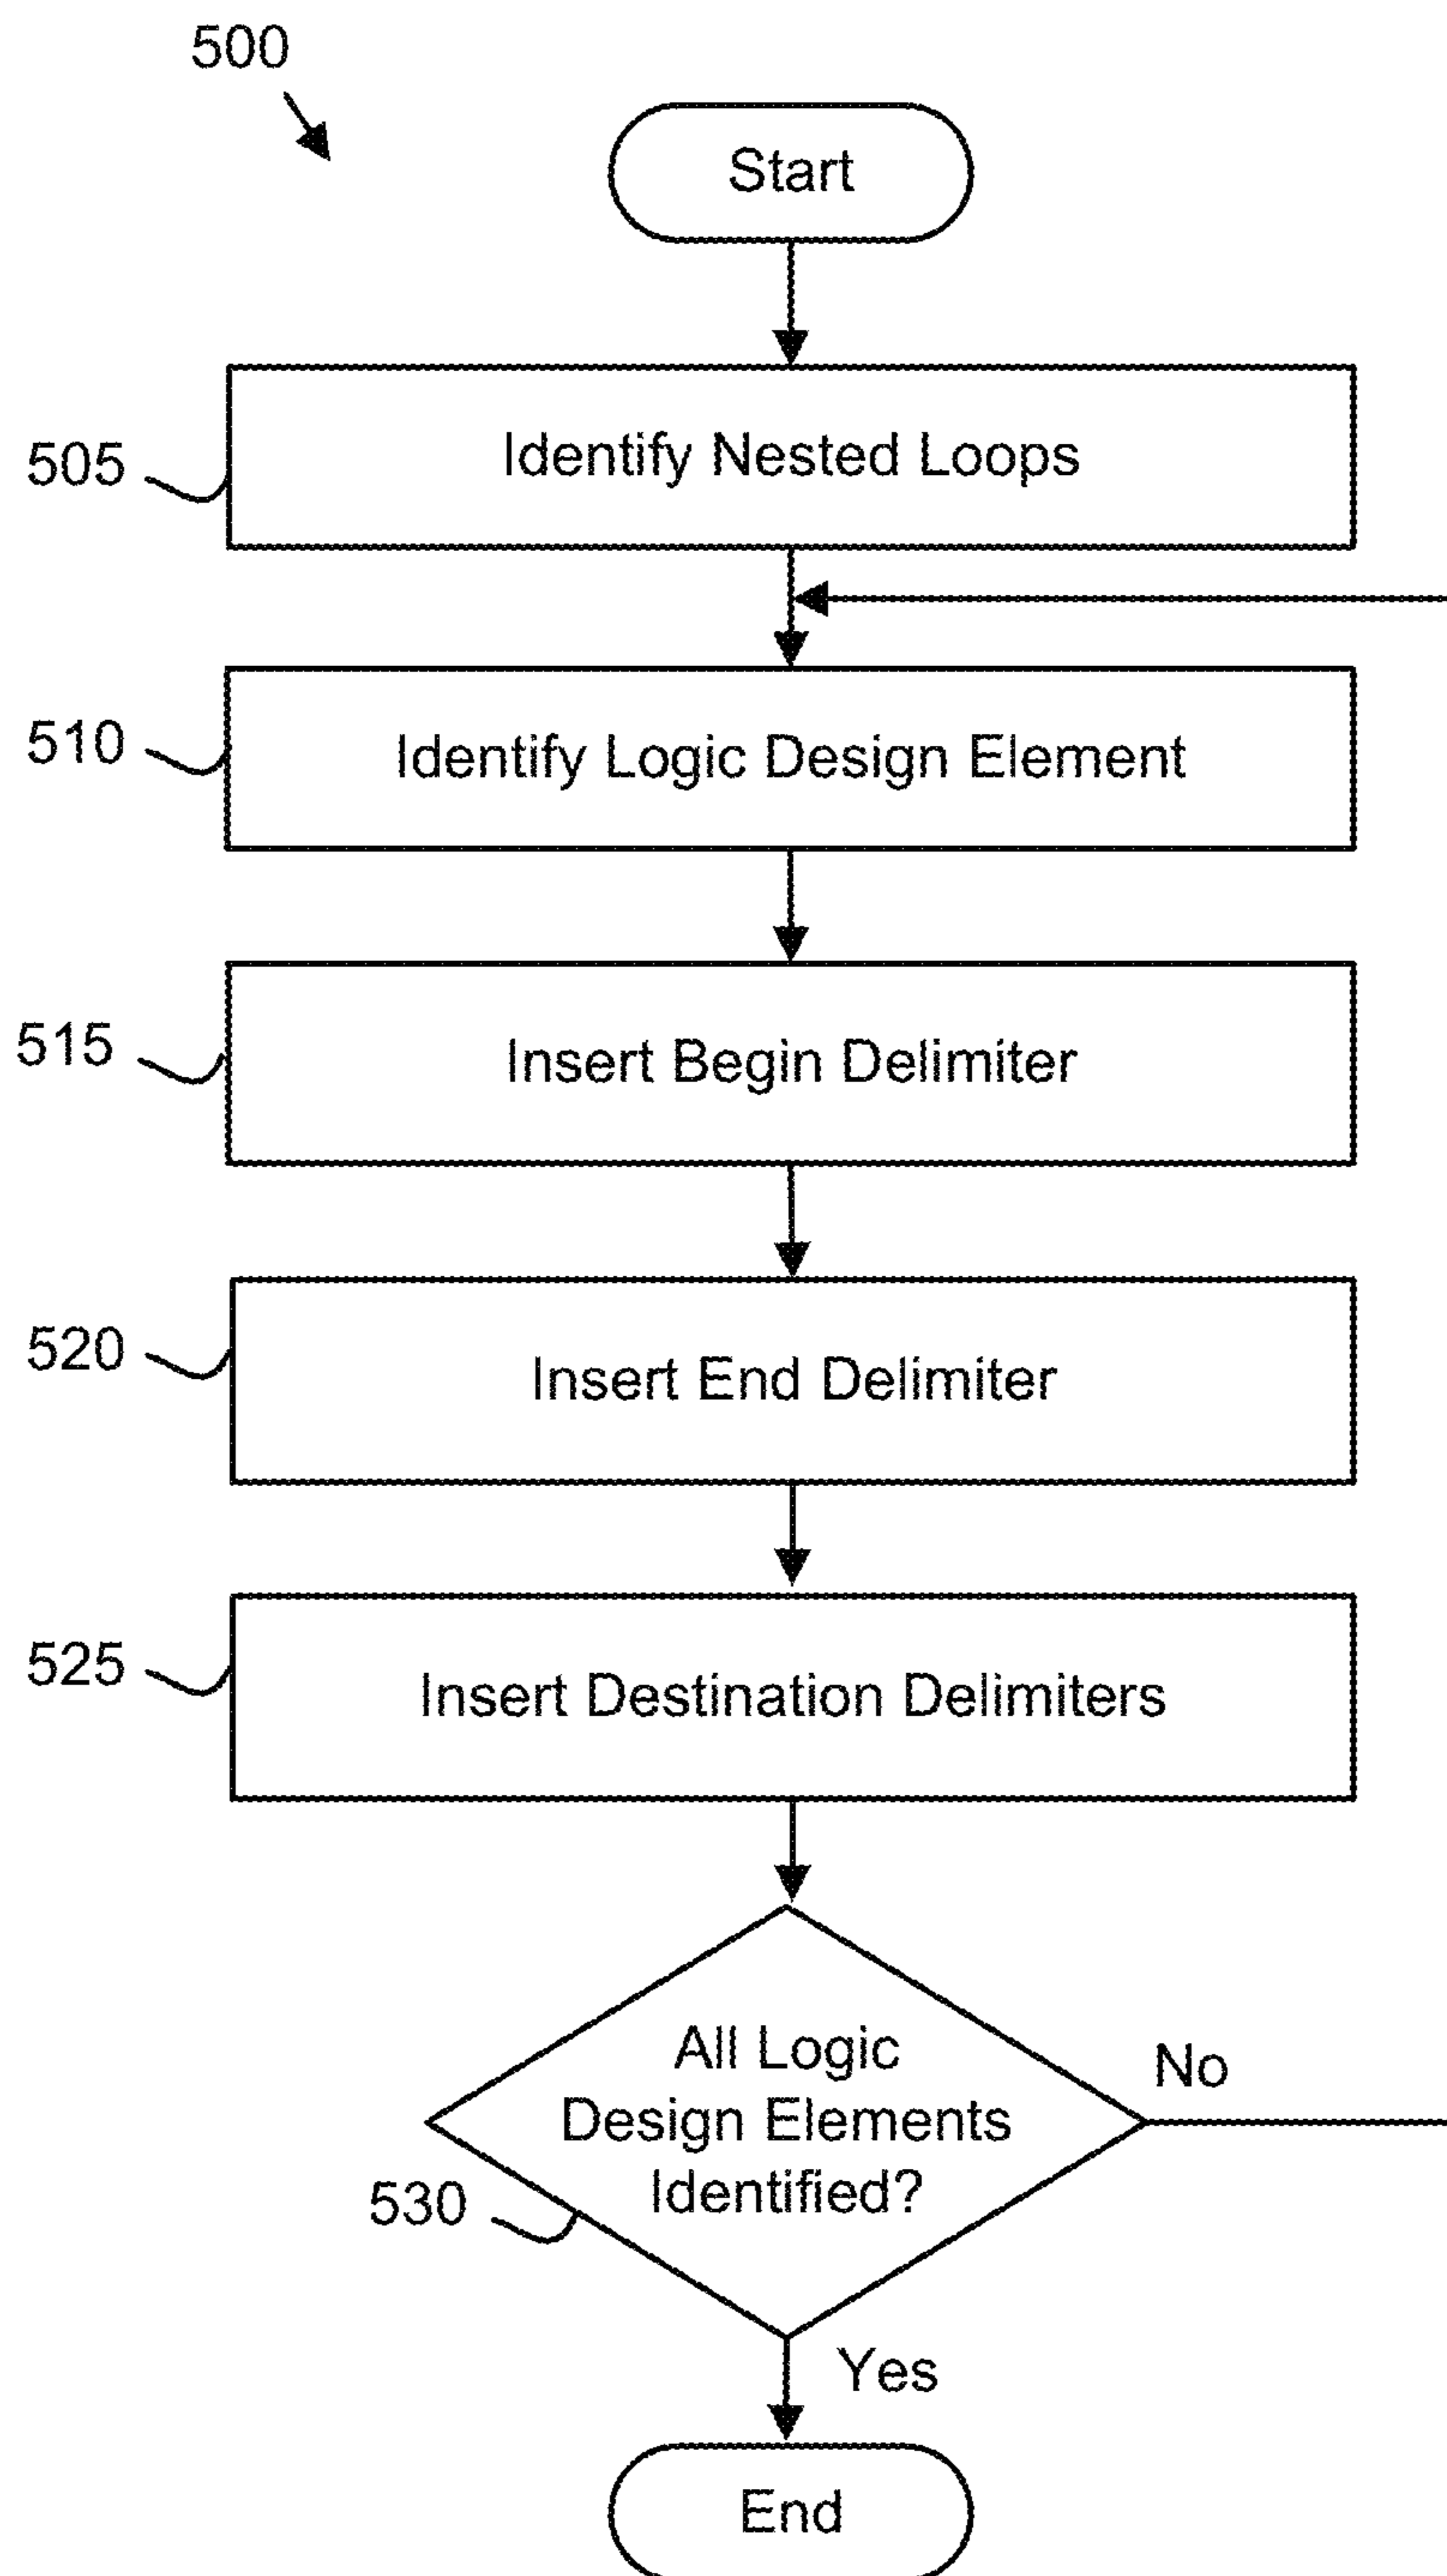 500
Start
505
Identify Nested Loops
510
Identify Logic Design Element
515
Insert Begin Delimiter
520
Insert End Delimiter
525
Insert Destination Delimiters
All Logic
Design Elements
Identified?
No
530
Yes
End